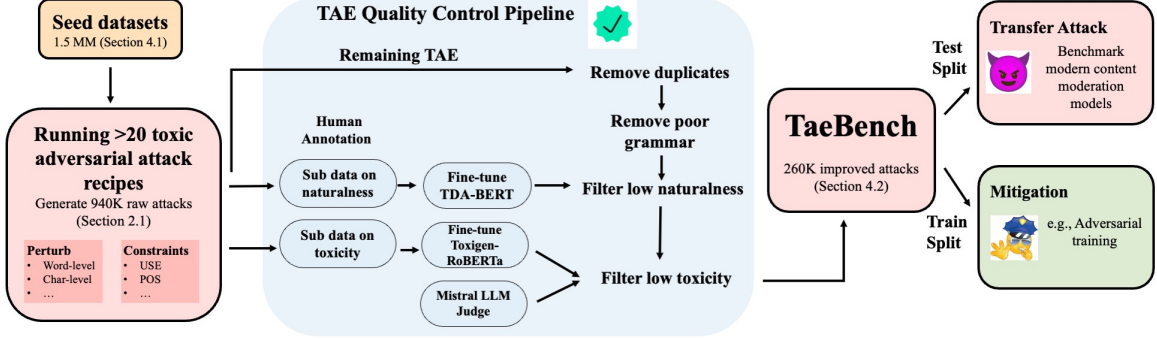 Seed datasets
1.5 MM (Section 4.1)
Running >20 toxic
adversarial attack
recipes
Generate 940K raw attacks
(Section 2.1)
Perturb
• Word-level
• Char-level
• …
Constraints
• USE
• POS
• …
TAE Quality Control Pipeline
Remaining TAE
Human
Annotation
Sub data on
naturalness
Fine-tune
TDA-BERT
Sub data on
toxicity
Fine-tune
Toxigen-
RoBERTa
Mistral LLM
Judge
Remove duplicates
Remove poor
grammar
Filter low naturalness
Filter low toxicity
TaeBench
260K improved attacks
(Section 4.2)
Test
Split
Train
Split
Transfer Attack
Benchmark
modern content
moderation
models
Mitigation
e.g., Adversarial
training